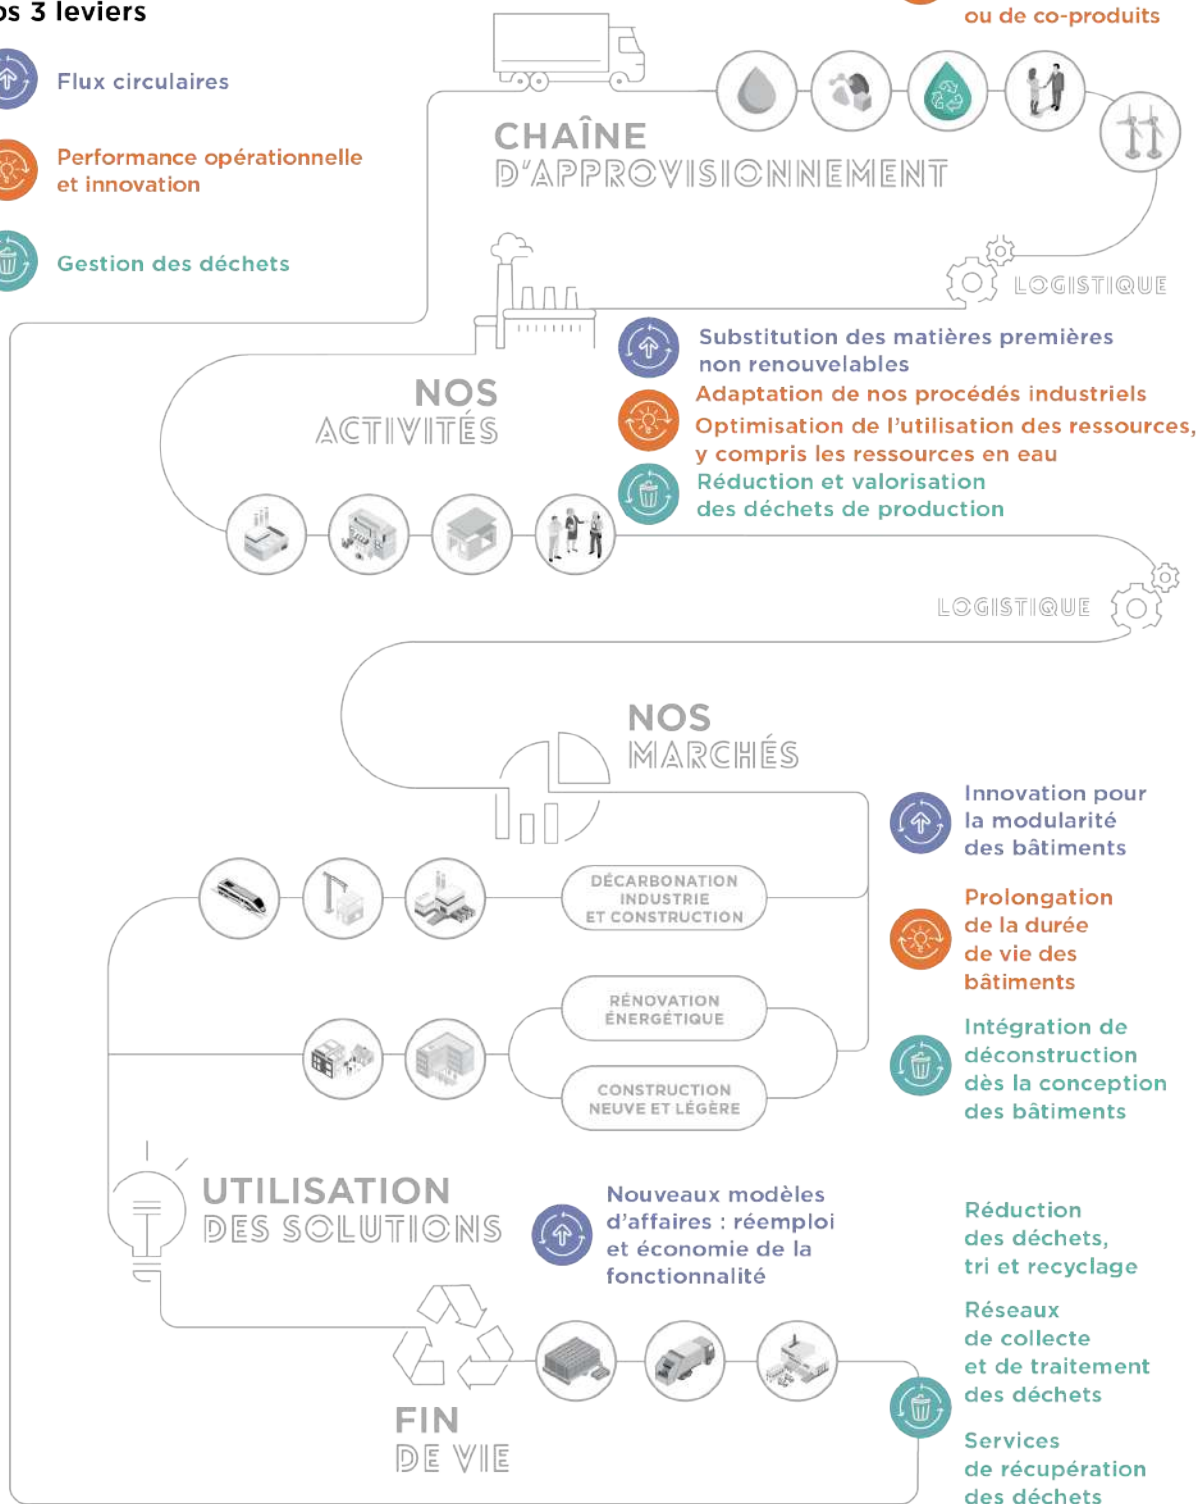 os 3 leviers
ou de co-produits
Flux circulaires
Performance opérationnelle
et innovation
Gestion des déchets
CHAÎNE
D'APPROVISIONNEMENT
LOGISTIQUE
NOS
ACTIVITÉS
Substitution des matières premières
non renouvelables
Adaptation de nos procédés industriels
Optimisation de l'utilisation des ressources,
y compris les ressources en eau
Réduction et valorisation
des déchets de production
LOGISTIQUE
NOS
MARCHÉS
Innovation pour
la modularité
des bâtiments
DÉCARBONATION
INDUSTRIE
ET CONSTRUCTION
Prolongation
de la durée
de vie des
bâtiments
RÉNOVATION
ÉNERGÉTIQUE
CONSTRUCTION
NEUVE ET LÉGÈRE
Intégration de
déconstruction
dès la conception
des bâtiments
UTILISATION
DES SOLUTIONS
Nouveaux modèles
d'affaires : réemploi
et économie de la
fonctionnalité
Réduction
des déchets,
tri et recyclage
Réseaux
de collecte
et de traitement
des déchets
FIN
DE VIE
Services
de récupération
des déchets